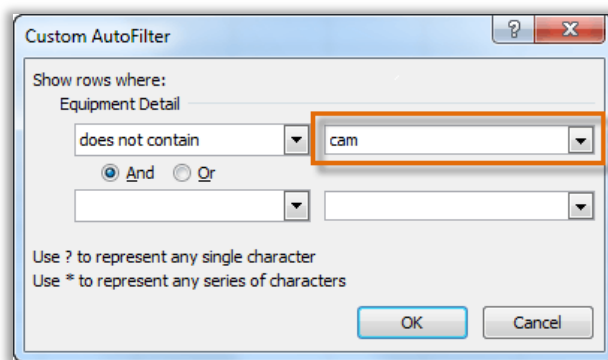 Custom AutoFilter
?
Show rows where:
Equipment Detail
does not contain cam
And Or
Use ? to represent any single character
Use * to represent any series of characters
OK Cancel